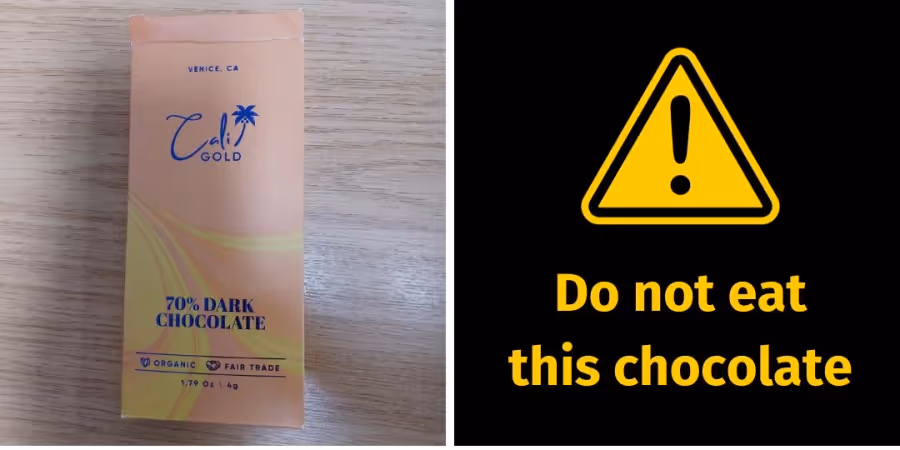 VENICE, CA
Cali
GOLD
70% DARK
CHOCOLATE
ORGANIC FAIR TRADE
1.79 Oz \ 4g
Do not eat
this chocolate